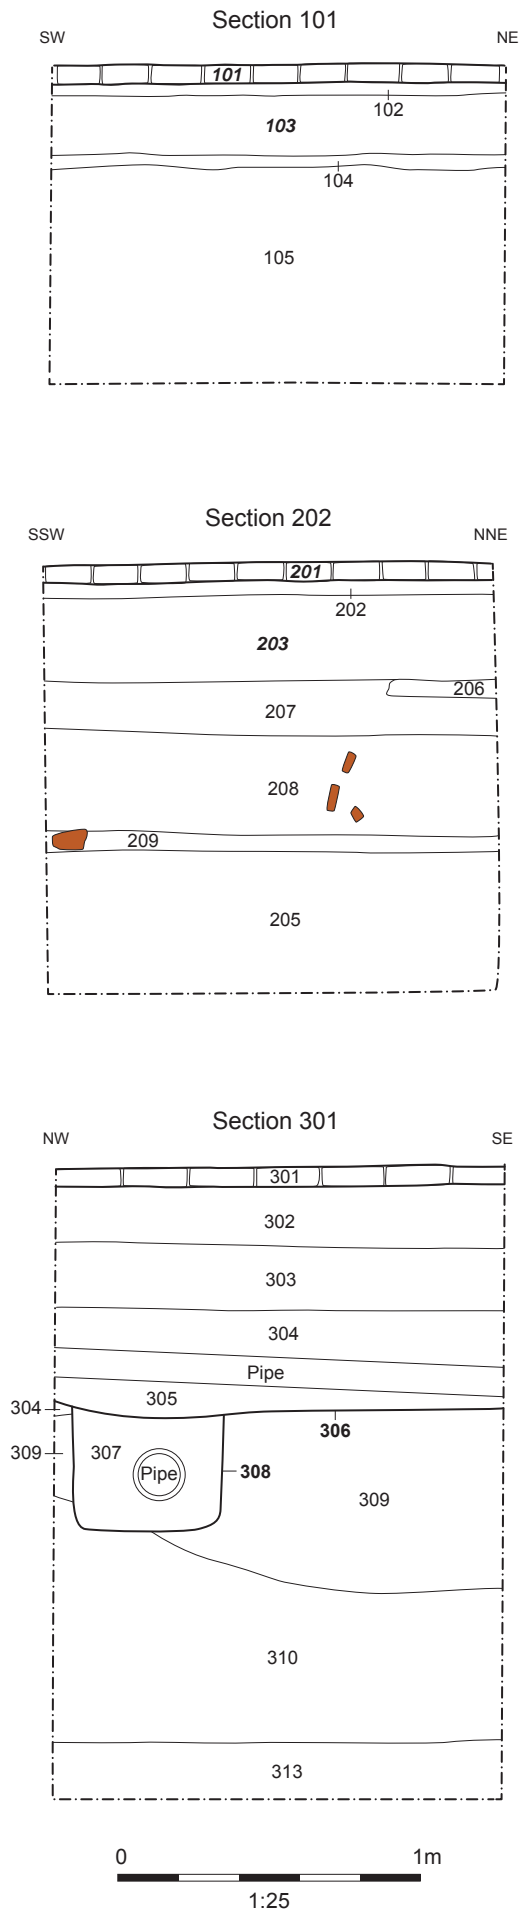 Section 101
SW NE
101
102
103
104
105
Section 202
SSW NNE
201
202
203
206
207
208
209
205
Section 301
NW SE
301
302
303
304
Pipe
305
304
306
309 307 Pipe 308
309
310
313
0 1m
1:25